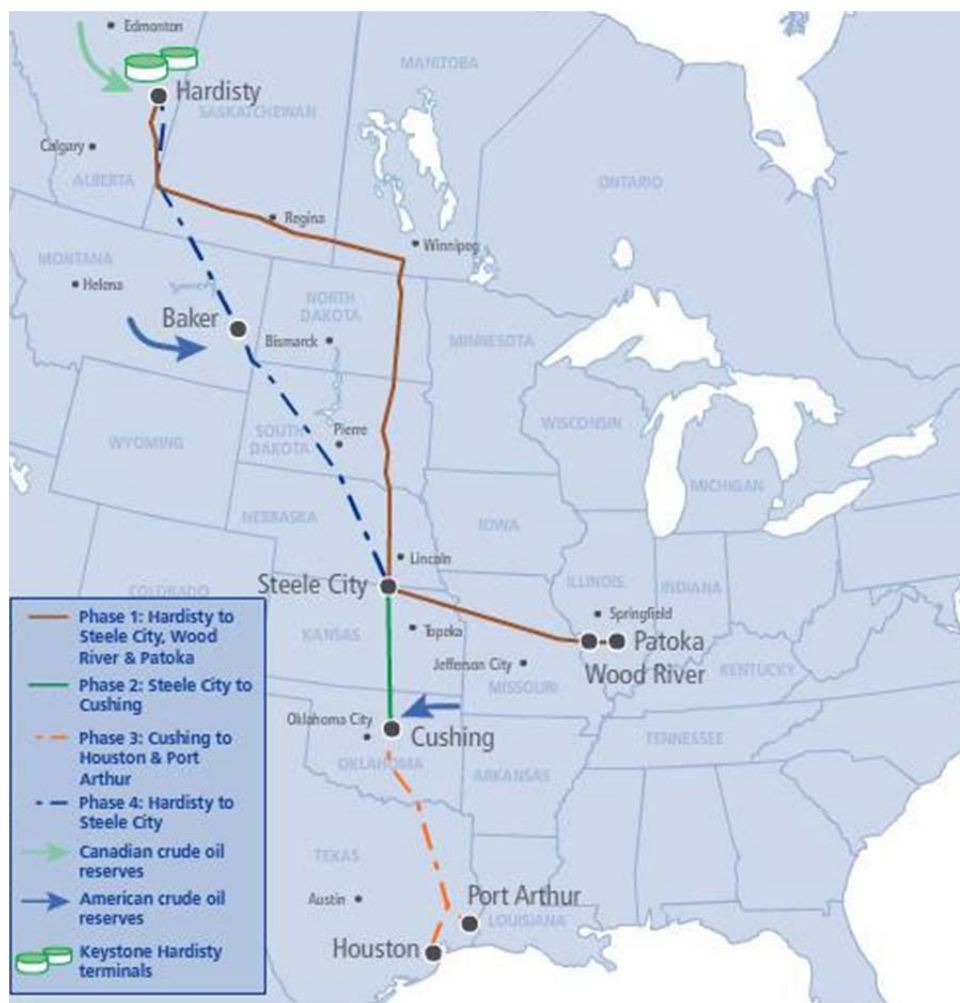 Edmonton
MANITOBA
Hardisty
SASKATCHEWAN
Calgary
ALBERTA
ONTARIO
Regina
Winnipeg
MONTANA
Helena
NORTH
DAKOTA
Baker
Bismarck
MINNESOTA
WISCONSIN
WYOMING
SOUTH
DAKOTA
Pierre
MICHIGAN
NEBRASKA
IOWA
Lincoln
Steele City
COLORADO
ILLINOIS
INDIANA
Springfield
KANSAS
Topeka
Patoka
Jefferson City
Wood River
KENTUCKY
MISSOURI
Oklahoma City
Cushing
TENNESSEE
OKLAHOMA
ARKANSAS
TEXAS
Austin
Port Arthur
LOUISIANA
Houston
Phase 1: Hardisty to
Steele City, Wood
River & Patoka
Phase 2: Steele City to
Cushing
Phase 3: Cushing to
Houston & Port
Arthur
Phase 4: Hardisty to
Steele City
Canadian crude oil
reserves
American crude oil
reserves
Keystone Hardisty
terminals